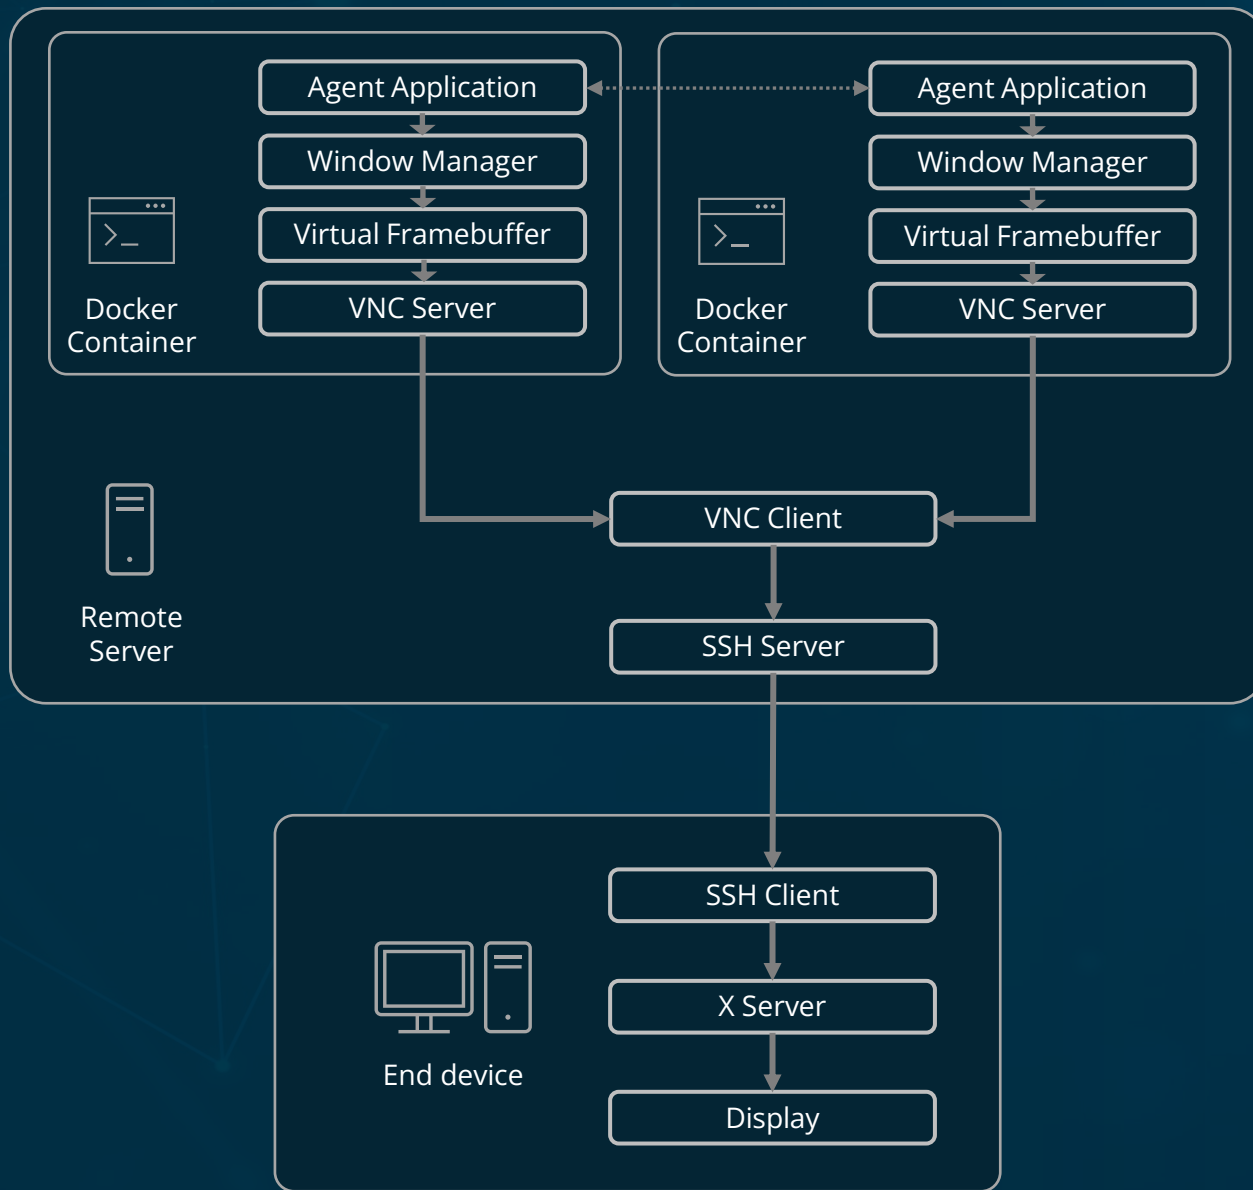 Agent Application
Window Manager
Virtual Framebuffer
VNC Server
Docker
Container
Agent Application
Window Manager
Virtual Framebuffer
VNC Server
Docker
Container
VNC Client
Remote
Server
SSH Server
SSH Client
X Server
End device
Display